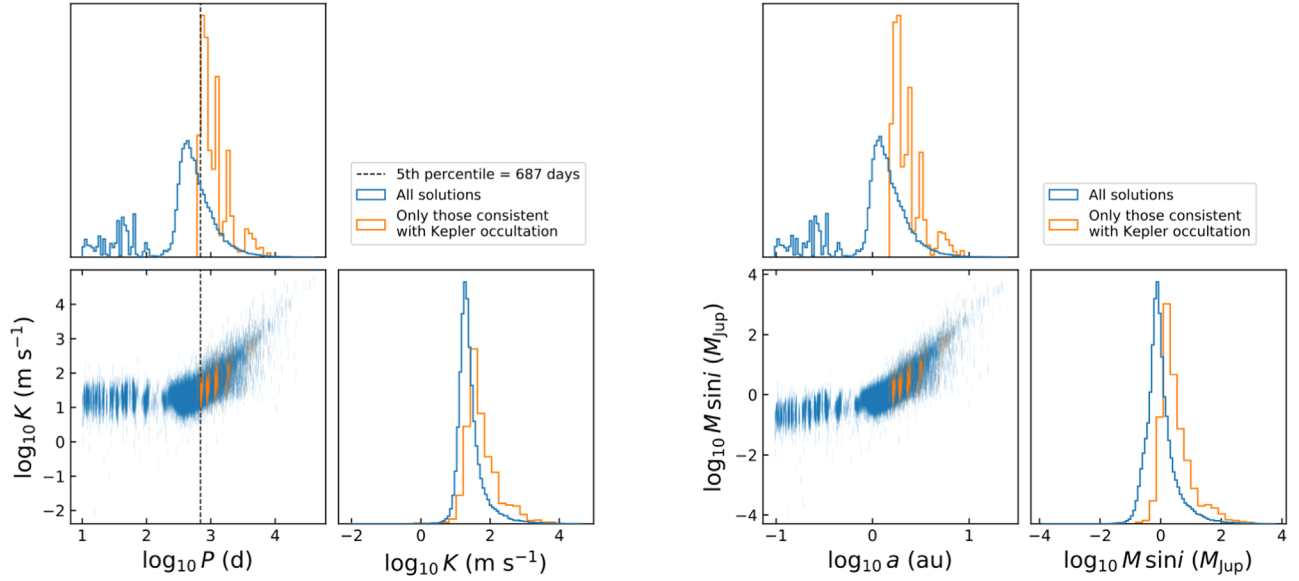 5th percentile = 687 days
All solutions
Only those consistent
with Kepler occultation
All solutions
Only those consistent
with Kepler occultation
4
3
2
1
0
−1
−2
log₁₀ K (m s⁻¹)
1 2 3 4
log₁₀ P (d)
−2 0 2 4
log₁₀ K (m s⁻¹)
4
2
0
−2
−4
log₁₀ M sini (M_Jup)
−1 0 1
log₁₀ a (au)
−4 −2 0 2 4
log₁₀ M sini (M_Jup)